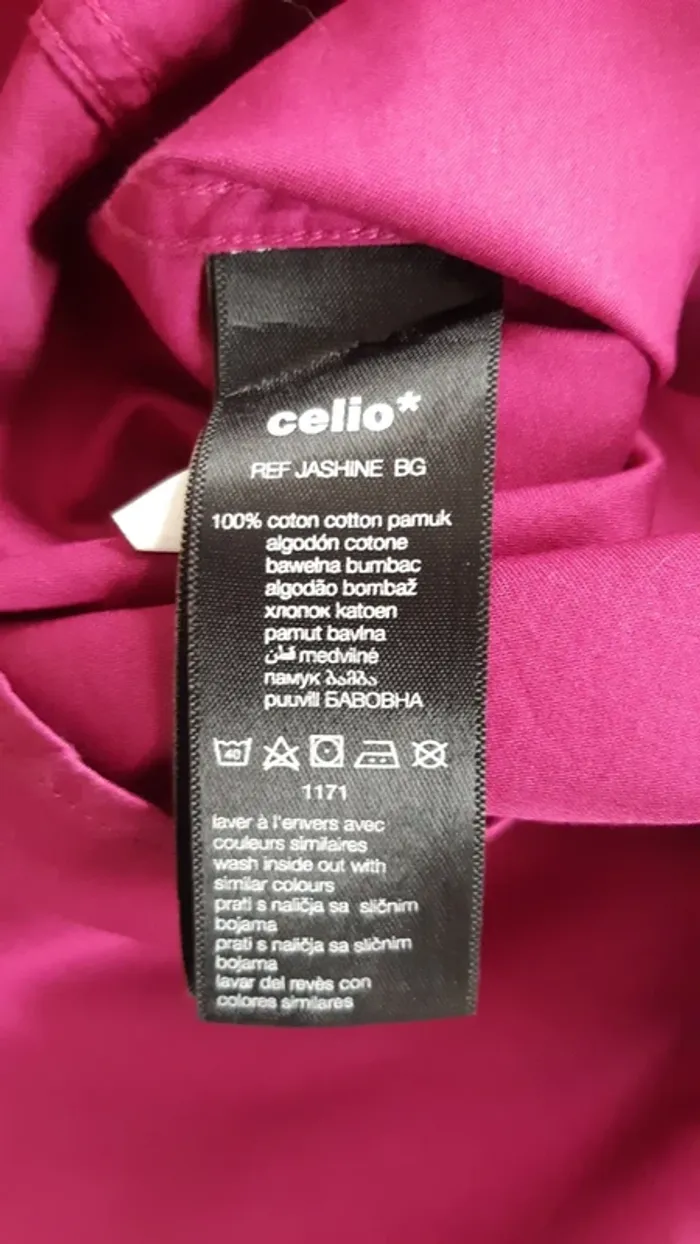 celio*
REF JASHINE BG
100% coton cotton pamuk
algodón cotone
bawełna bumbac
algodão bombaž
хлопок katoen
pamut bavlna
قطن medvilnė
памук ბამბა
puuvill БАВОВНА
40
1171
laver à l'envers avec
couleurs similaires
wash inside out with
similar colours
prati s naličja sa sličnim
bojama
prati s naličja sa sličnim
bojama
lavar del revès con
colores similares